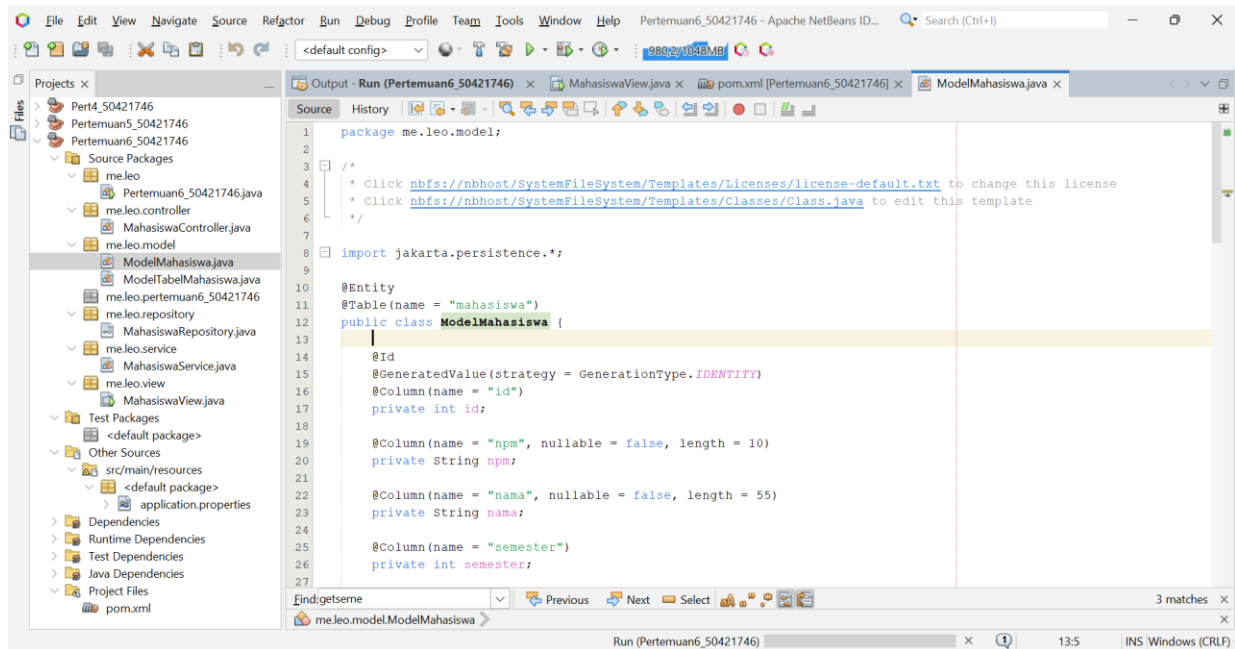 File Edit View Navigate Source Refactor Run Debug Profile Team Tools Window Help Pertemuan6_50421746 - Apache NetBeans ID... Search (Ctrl+I)
<default config> 980,2/1048MB
Projects
Files
Pert4_50421746
Pertemuan5_50421746
Pertemuan6_50421746
Source Packages
me.leo
Pertemuan6_50421746.java
me.leo.controller
MahasiswaController.java
me.leo.model
ModelMahasiswa.java
ModelTabelMahasiswa.java
me.leo.pertemuan6_50421746
me.leo.repository
MahasiswaRepository.java
me.leo.service
MahasiswaService.java
me.leo.view
MahasiswaView.java
Test Packages
<default package>
Other Sources
src/main/resources
<default package>
application.properties
Dependencies
Runtime Dependencies
Test Dependencies
Java Dependencies
Project Files
pom.xml
Output - Run (Pertemuan6_50421746) MahasiswaView.java pom.xml [Pertemuan6_50421746] ModelMahasiswa.java
Source History
1 package me.leo.model;
2
3 /*
4 * Click nbfs://nbhost/SystemFileSystem/Templates/Licenses/license-default.txt to change this license
5 * Click nbfs://nbhost/SystemFileSystem/Templates/Classes/Class.java to edit this template
6 */
7
8 import jakarta.persistence.*;
9
10 @Entity
11 @Table(name = "mahasiswa")
12 public class ModelMahasiswa {
13
14 @Id
15 @GeneratedValue(strategy = GenerationType.IDENTITY)
16 @Column(name = "id")
17 private int id;
18
19 @Column(name = "npm", nullable = false, length = 10)
20 private String npm;
21
22 @Column(name = "nama", nullable = false, length = 55)
23 private String nama;
24
25 @Column(name = "semester")
26 private int semester;
27
Find: getseme Previous Next Select aA 3 matches
me.leo.model.ModelMahasiswa
Run (Pertemuan6_50421746) 1 13:5 INS Windows (CRLF)